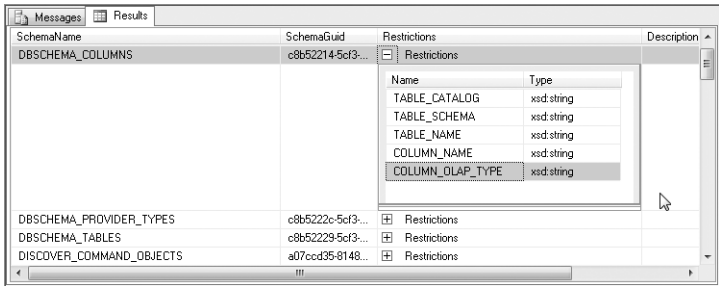 Messages Results
SchemaName SchemaGuid Restrictions Description
DBSCHEMA_COLUMNS c8b52214-5cf3-... Restrictions
Name Type
TABLE_CATALOG xsd:string
TABLE_SCHEMA xsd:string
TABLE_NAME xsd:string
COLUMN_NAME xsd:string
COLUMN_OLAP_TYPE xsd:string
DBSCHEMA_PROVIDER_TYPES c8b5222c-5cf3-... Restrictions
DBSCHEMA_TABLES c8b52229-5cf3-... Restrictions
DISCOVER_COMMAND_OBJECTS a07ccd35-8148... Restrictions